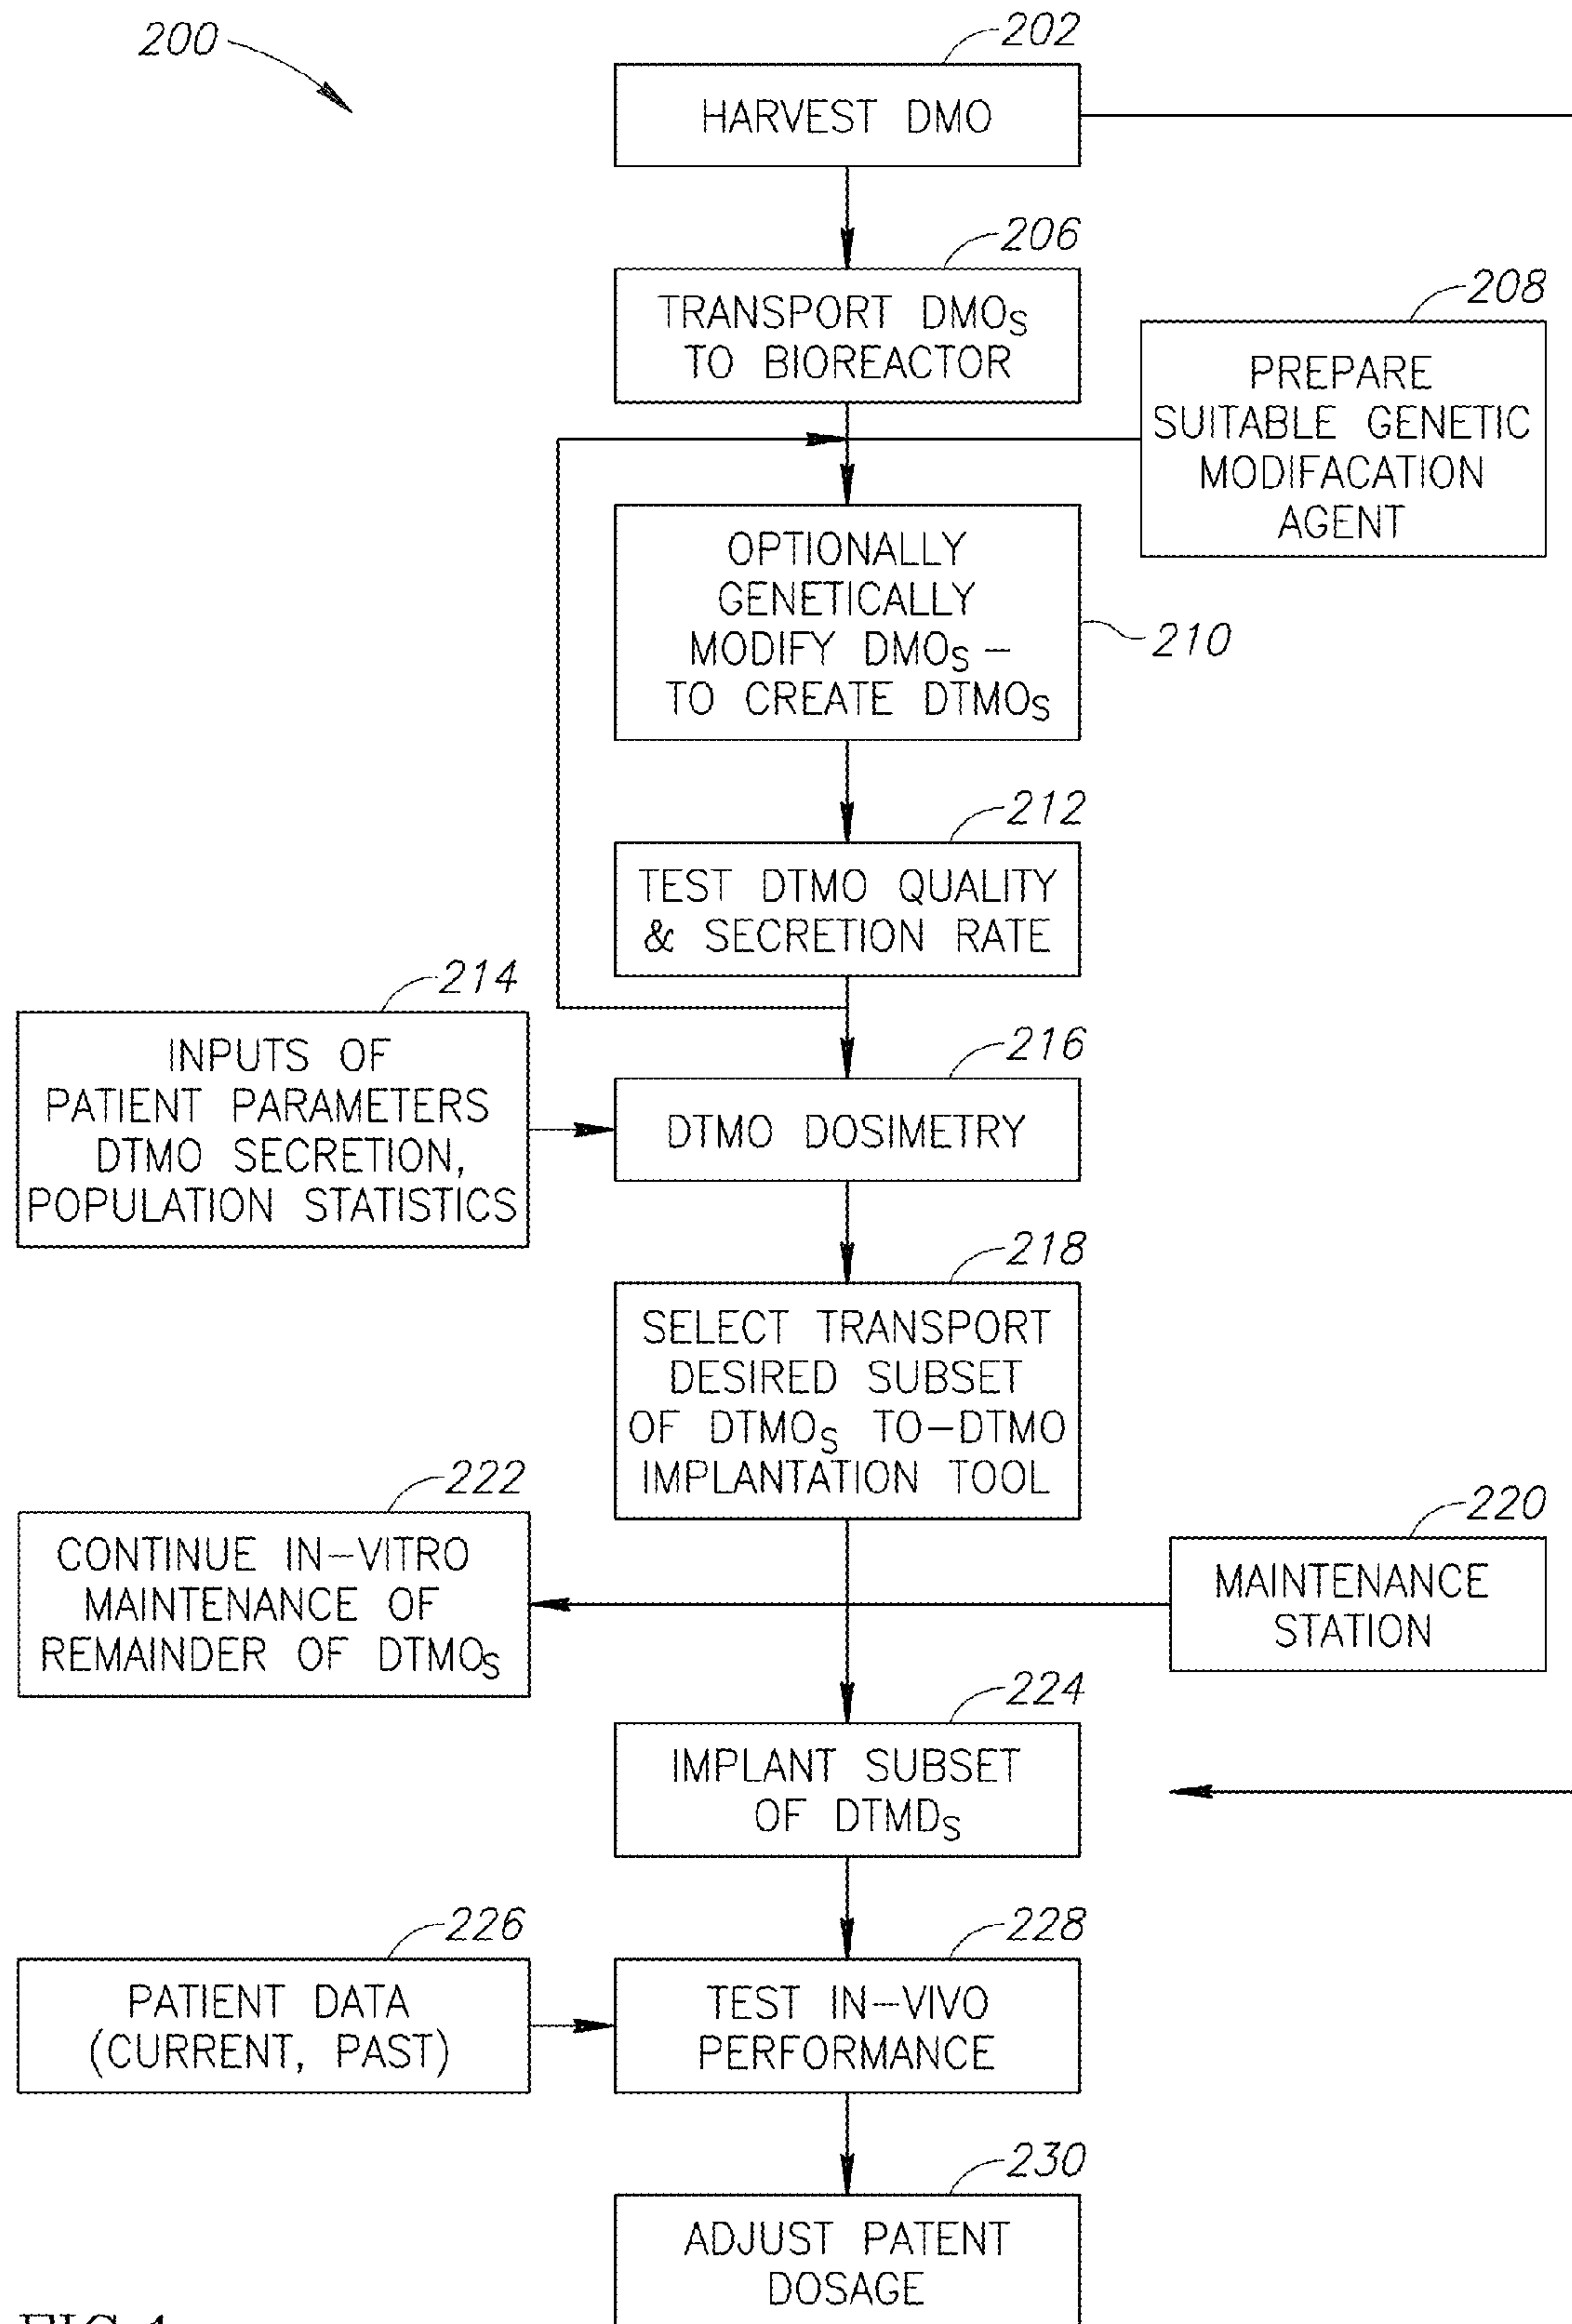 200
202
HARVEST DMO
206
TRANSPORT DMOS
TO BIOREACTOR
208
PREPARE
SUITABLE GENETIC
MODIFACATION
AGENT
OPTIONALLY
GENETICALLY
MODIFY DMOS –
TO CREATE DTMOS
210
212
TEST DTMO QUALITY
& SECRETION RATE
214
INPUTS OF
PATIENT PARAMETERS
DTMO SECRETION,
POPULATION STATISTICS
216
DTMO DOSIMETRY
218
SELECT TRANSPORT
DESIRED SUBSET
OF DTMOS TO–DTMO
IMPLANTATION TOOL
222
CONTINUE IN–VITRO
MAINTENANCE OF
REMAINDER OF DTMOS
220
MAINTENANCE
STATION
224
IMPLANT SUBSET
OF DTMDS
226
PATIENT DATA
(CURRENT, PAST)
228
TEST IN–VIVO
PERFORMANCE
230
ADJUST PATENT
DOSAGE